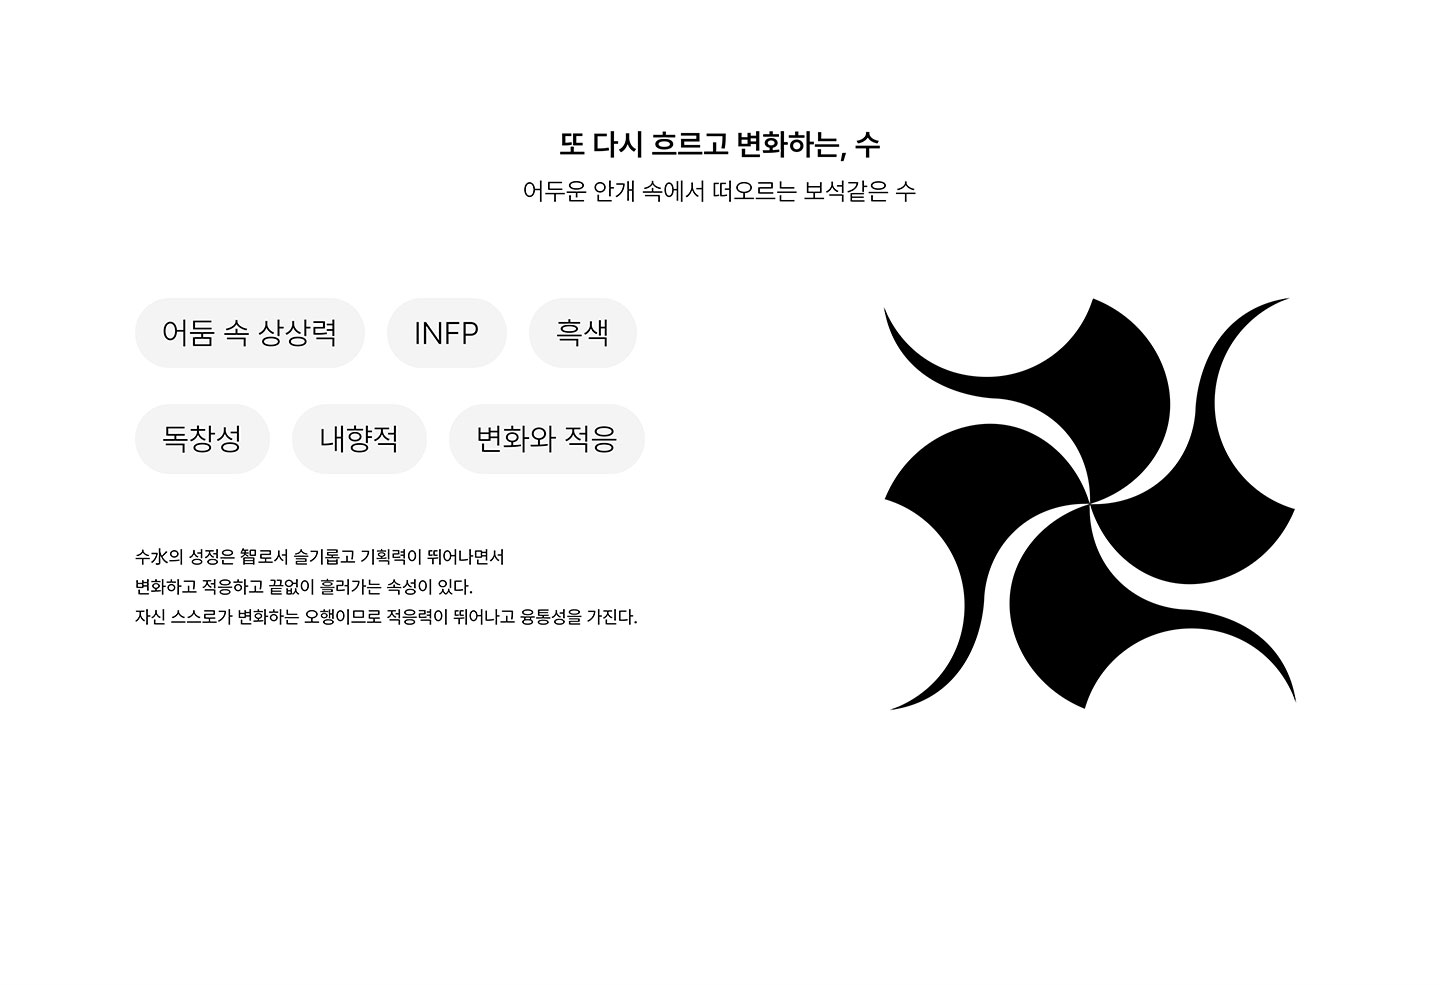 또 다시 흐르고 변화하는, 수
어두운 안개 속에서 떠오르는 보석같은 수
어둠 속 상상력
INFP
흑색
독창성
내향적
변화와 적응
수水의 성정은 智로서 슬기롭고 기획력이 뛰어나면서
변화하고 적응하고 끝없이 흘러가는 속성이 있다.
자신 스스로가 변화하는 오행이므로 적응력이 뛰어나고 융통성을 가진다.